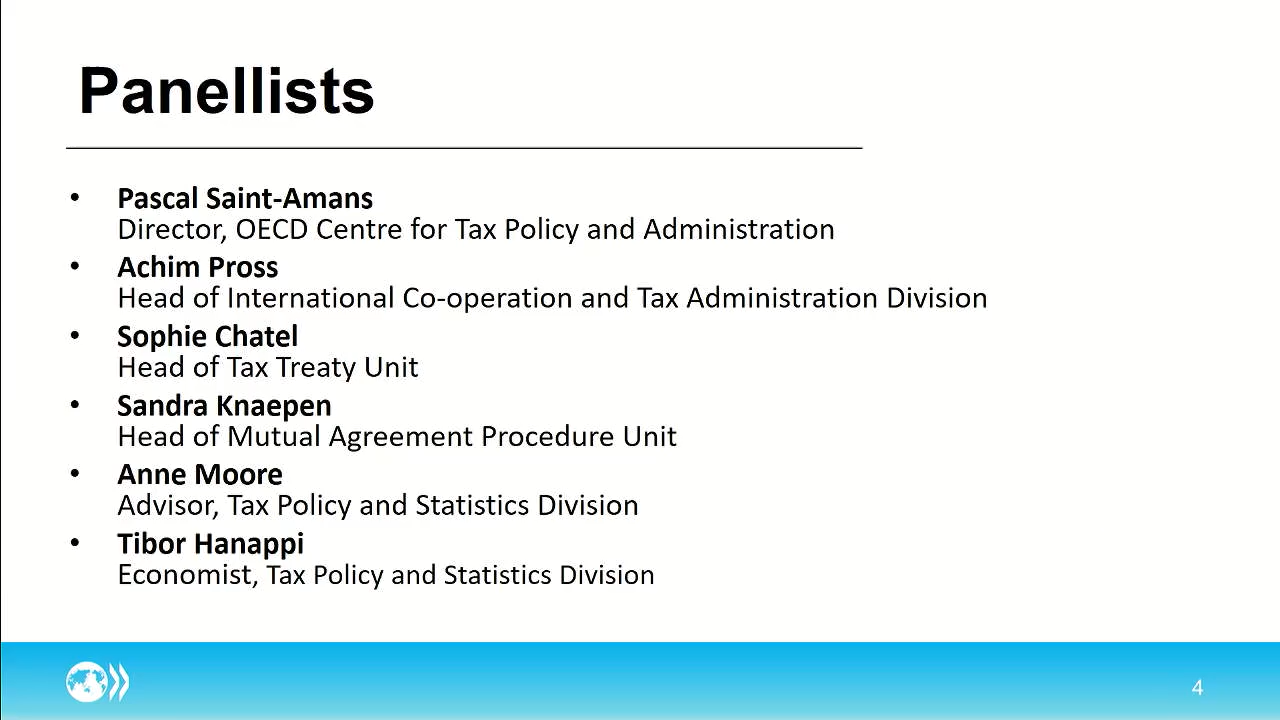 Panellists
• Pascal Saint-Amans
Director, OECD Centre for Tax Policy and Administration
• Achim Pross
Head of International Co-operation and Tax Administration Division
• Sophie Chatel
Head of Tax Treaty Unit
• Sandra Knaepen
Head of Mutual Agreement Procedure Unit
• Anne Moore
Advisor, Tax Policy and Statistics Division
• Tibor Hanappi
Economist, Tax Policy and Statistics Division
4